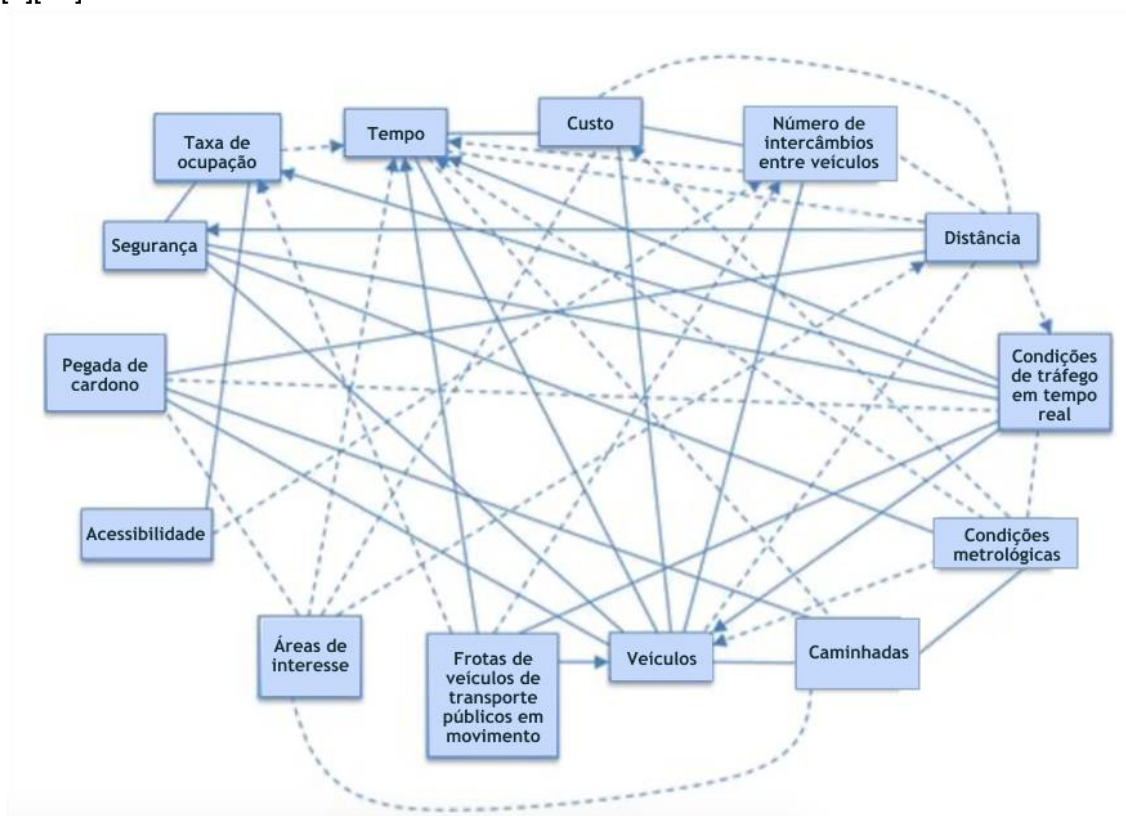 Custo
Número de
intercâmbios
entre veículos
Tempo
Taxa de
ocupação
Segurança
Distância
Pegada de
cardono
Condições
de tráfego
em tempo
real
Acessibilidade
Condições
metrológicas
Áreas de
interesse
Frotas de
veículos de
transporte
públicos em
movimento
Veículos
Caminhadas